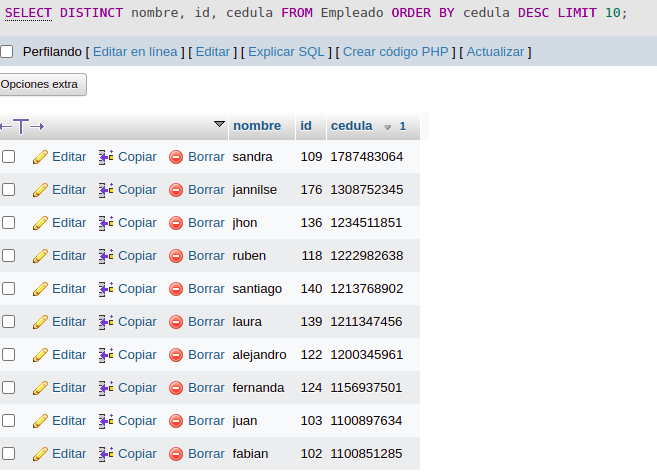 SELECT DISTINCT nombre, id, cedula FROM Empleado ORDER BY cedula DESC LIMIT 10;
Perfilando [ Editar en línea ] [ Editar ] [ Explicar SQL ] [ Crear código PHP ] [ Actualizar ]
Opciones extra
nombre id cedula 1
Editar Copiar Borrar sandra 109 1787483064
Editar Copiar Borrar jannilse 176 1308752345
Editar Copiar Borrar jhon 136 1234511851
Editar Copiar Borrar ruben 118 1222982638
Editar Copiar Borrar santiago 140 1213768902
Editar Copiar Borrar laura 139 1211347456
Editar Copiar Borrar alejandro 122 1200345961
Editar Copiar Borrar fernanda 124 1156937501
Editar Copiar Borrar juan 103 1100897634
Editar Copiar Borrar fabian 102 1100851285